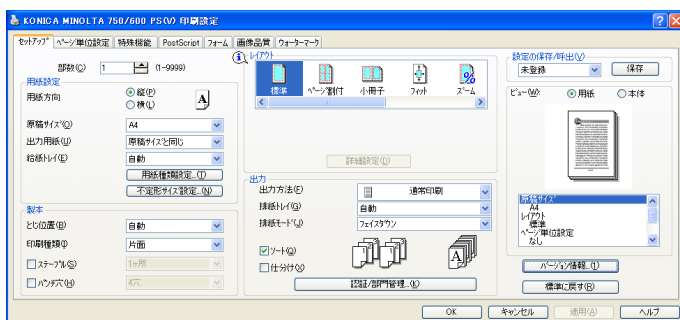 KONICA MINOLTA 750/600 PS(V) 印刷設定
セットアップ ページ単位設定 特殊機能 PostScript フォーム 画像品質 ウォーターマーク
部数(C) 1 (1-9999)
用紙設定
用紙方向
縦(P)
横(L)
A
原稿サイズ(O) A4
出力用紙(U) 原稿サイズと同じ
給紙トレイ(E) 自動
用紙種類設定...(T)
不定形サイズ設定...(N)
製本
とじ位置(B) 自動
印刷種類(I) 片面
ステープル(S) 1ヶ所
パンチ穴(H) 4穴
レイアウト
標準 ページ割付 小冊子 フィット ズーム
詳細設定(D)
出力
出力方法(F) 通常印刷
排紙トレイ(G) 自動
排紙モード(J) フェイスダウン
ソート(Q)
仕分け(X)
認証/部門管理...(K)
設定の保存/呼出(V)
未登録 保存
ビュー(W): 用紙 本体
原稿サイズ
A4
レイアウト
標準
ページ単位設定
なし
バージョン情報...(1)
標準に戻す(R)
OK キャンセル 適用(A) ヘルプ